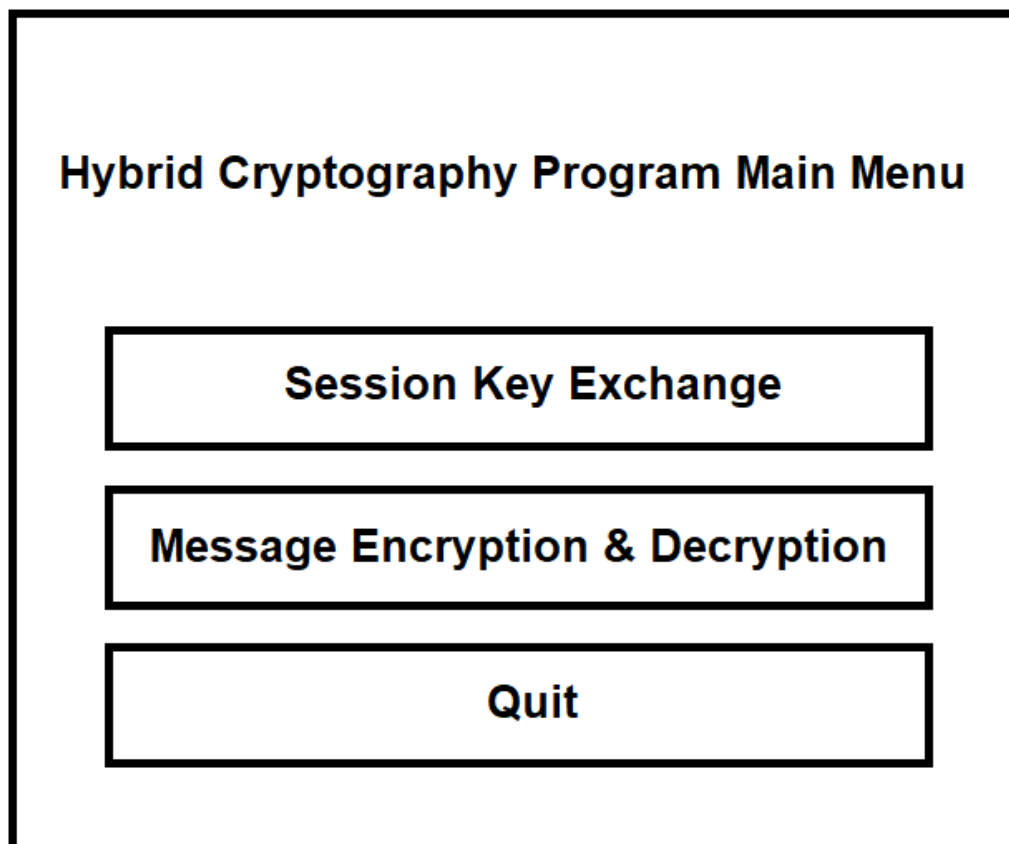 Hybrid Cryptography Program Main Menu
Session Key Exchange
Message Encryption & Decryption
Quit